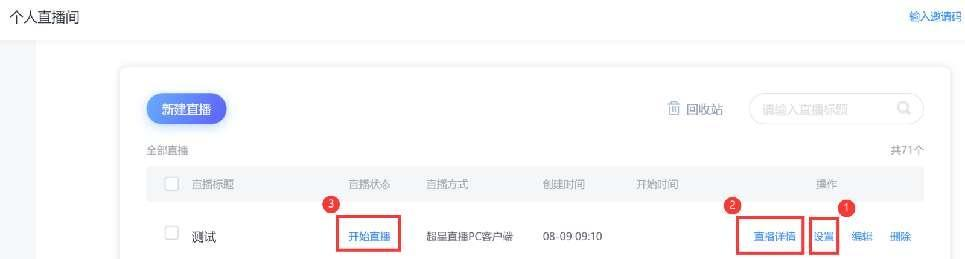 个人直播间 输入邀请码
新建直播 回收站 请输入直播标题
全部直播 共71个
直播标题 直播状态 直播方式 创建时间 开始时间 操作
3 2 1
测试 开始直播 超星直播PC客户端 08-09 09:10 直播详情 设置 编辑 删除